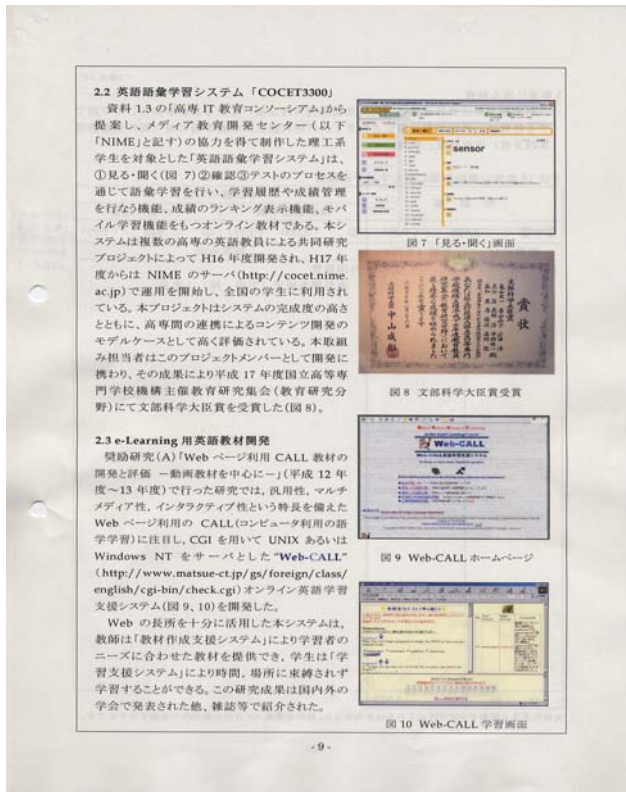 2.2 英語語彙学習システム 「COCET3300」
資料 1.3 の「高専 IT 教育コンソーシアム」から
提案し、メディア教育開発センター(以下
「NIME」と記す)の協力を得て制作した理工系
学生を対象とした「英語語彙学習システム」は、
①見る・聞く(図 7)②確認③テストのプロセスを
通じて語彙学習を行い、学習履歴や成績管理
を行なう機能、成績のランキング表示機能、モバ
イル学習機能をもつオンライン教材である。本シ
ステムは複数の高専の英語教員による共同研究
プロジェクトによって H16 年度開発され、H17 年
度からは NIME のサーバ(http://cocet.nime.
ac.jp)で運用を開始し、全国の学生に利用され
ている。本プロジェクトはシステムの完成度の高さ
とともに、高専間の連携によるコンテンツ開発の
モデルケースとして高く評価されている。本取組
み担当者はこのプロジェクトメンバーとして開発に
携わり、その成果により平成 17 年度国立高等専
門学校機構主催教育研究集会(教育研究分
野)にて文部科学大臣賞を受賞した(図 8)。
2.3 e-Learning 用英語教材開発
奨励研究(A)「Web ページ利用 CALL 教材の
開発と評価 －動画教材を中心に－」(平成 12 年
度～13 年度)で行った研究では, 汎用性, マルチ
メディア性, インタラクティブ性という特長を備えた
Web ページ利用の CALL(コンピュータ利用の語
学学習)に注目し, CGI を用いて UNIX あるいは
Windows NT をサーバとした "Web-CALL"
(http://www.matsue-ct.jp/gs/foreign/class/
english/cgi-bin/check.cgi)オンライン英語学習
支援システム(図 9、10)を開発した。
Web の長所を十分に活用した本システムは,
教師は「教材作成支援システム」により学習者の
ニーズに合わせた教材を提供でき, 学生は「学
習支援システム」により時間, 場所に束縛されず
学習することができる。この研究成果は国内外の
学会で発表された他、雑誌等で紹介された。
sensor
図 7 「見る・聞く」画面
賞状
文部科学大臣賞
中山成彬
図 8 文部科学大臣賞受賞
Web-CALL
図 9 Web-CALL ホームページ
図 10 Web-CALL 学習画面
- 9 -